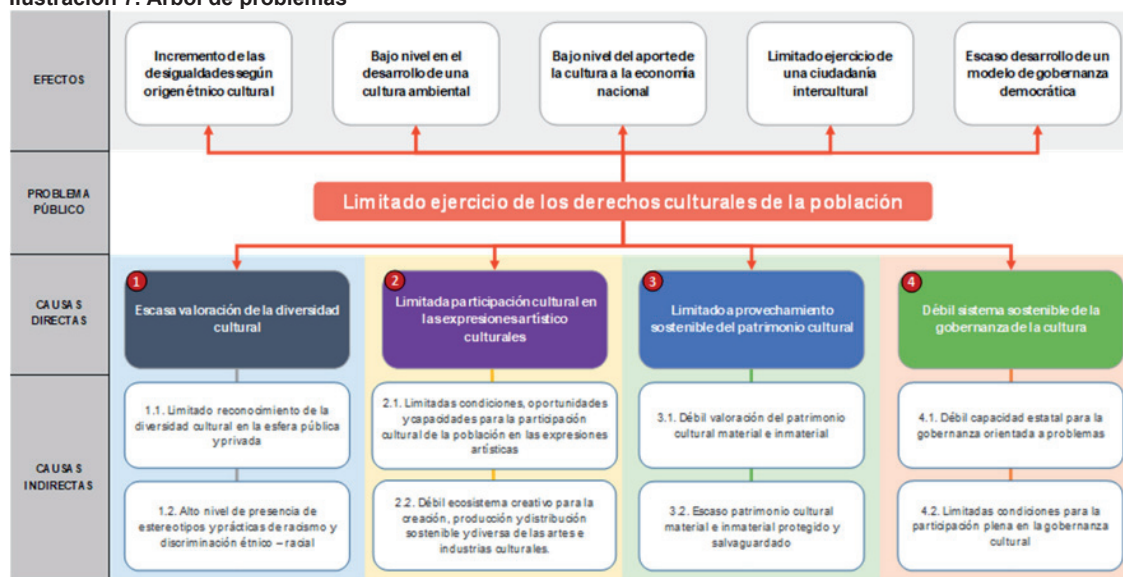 Ilustración 7: Árbol de problemas
EFECTOS
Incremento de las
desigualdades según
origen étnico cultural
Bajo nivel en el
desarrollo de una
cultura ambiental
Bajo nivel del aporte de
la cultura a la economía
nacional
Limitado ejercicio de
una ciudadanía
intercultural
Escaso desarrollo de un
modelo de gobernanza
democrática
PROBLEMA
PÚBLICO
Limitado ejercicio de los derechos culturales de la población
CAUSAS
DIRECTAS
1
Escasa valoración de la diversidad
cultural
2
Limitada participación cultural en
las expresiones artístico
culturales
3
Limitado aprovechamiento
sostenible del patrimonio cultural
4
Débil sistema sostenible de la
gobernanza de la cultura
CAUSAS
INDIRECTAS
1.1. Limitado reconocimiento de la
diversidad cultural en la esfera pública
y privada
2.1. Limitadas condiciones, oportunidades
y capacidades para la participación
cultural de la población en las expresiones
artísticas
3.1. Débil valoración del patrimonio
cultural material e inmaterial
4.1. Débil capacidad estatal para la
gobernanza orientada a problemas
1.2. Alto nivel de presencia de
estereotipos y prácticas de racismo y
discriminación étnico – racial
2.2. Débil ecosistema creativo para la
creación, producción y distribución
sostenible y diversa de las artes e
industrias culturales.
3.2. Escaso patrimonio cultural
material e inmaterial protegido y
salvaguardado
4.2. Limitadas condiciones para la
participación plena en la gobernanza
cultural